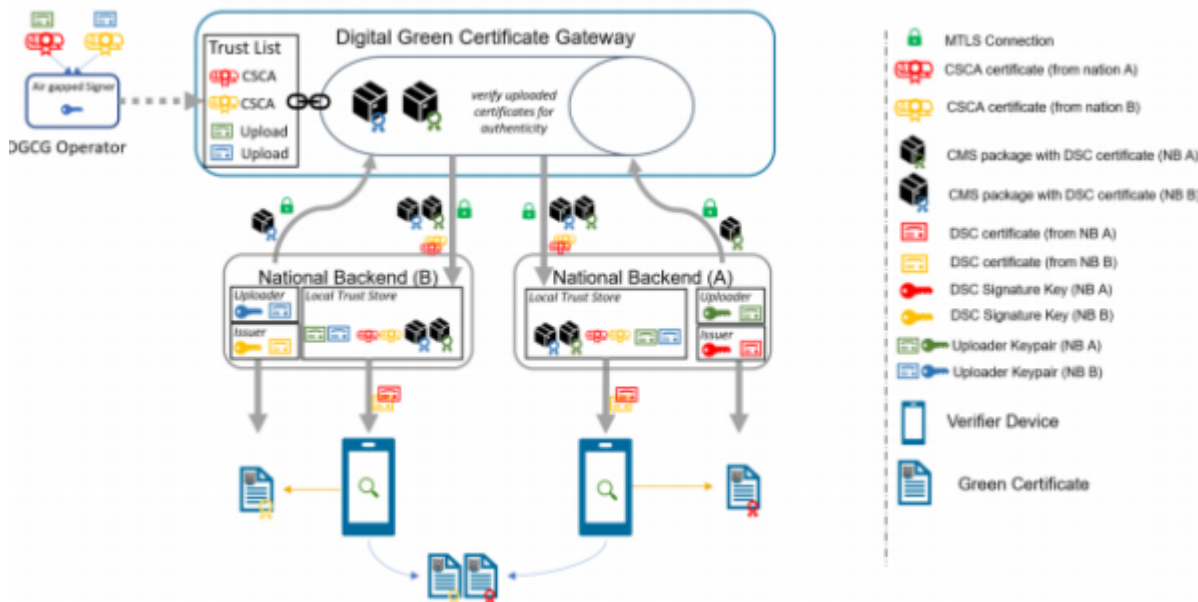 Digital Green Certificate Gateway
Trust List
CSCA
CSCA
Upload
Upload
Air gapped Signer
DGCG Operator
verify uploaded
certificates for
authenticity
National Backend (B)
Uploader
Local Trust Store
Issuer
National Backend (A)
Local Trust Store
Uploader
Issuer
MTLS Connection
CSCA certificate (from nation A)
CSCA certificate (from nation B)
CMS package with DSC certificate (NB A)
CMS package with DSC certificate (NB B)
DSC certificate (from NB A)
DSC certificate (from NB B)
DSC Signature Key (NB A)
DSC Signature Key (NB B)
Uploader Keypair (NB A)
Uploader Keypair (NB B)
Verifier Device
Green Certificate